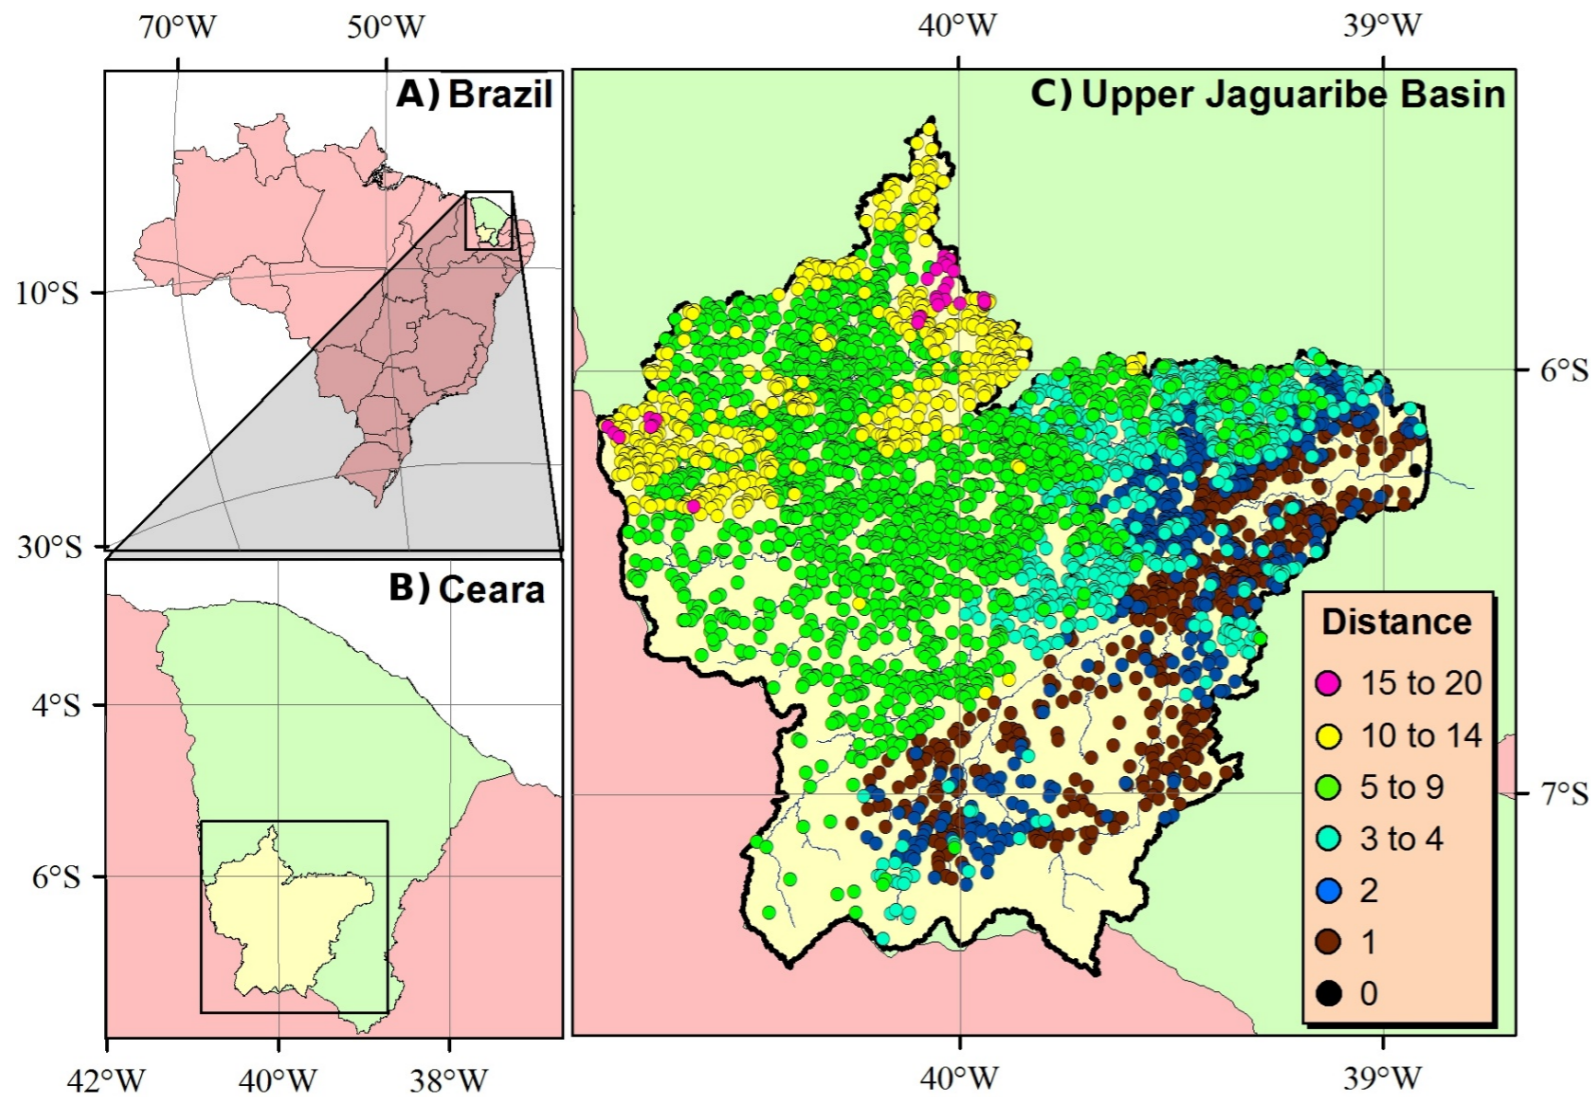 70°W 50°W 40°W 39°W
A) Brazil
C) Upper Jaguaribe Basin
10°S
6°S
30°S
B) Ceara
Distance
15 to 20
10 to 14
5 to 9
3 to 4
2
1
0
4°S
7°S
6°S
42°W 40°W 38°W 40°W 39°W